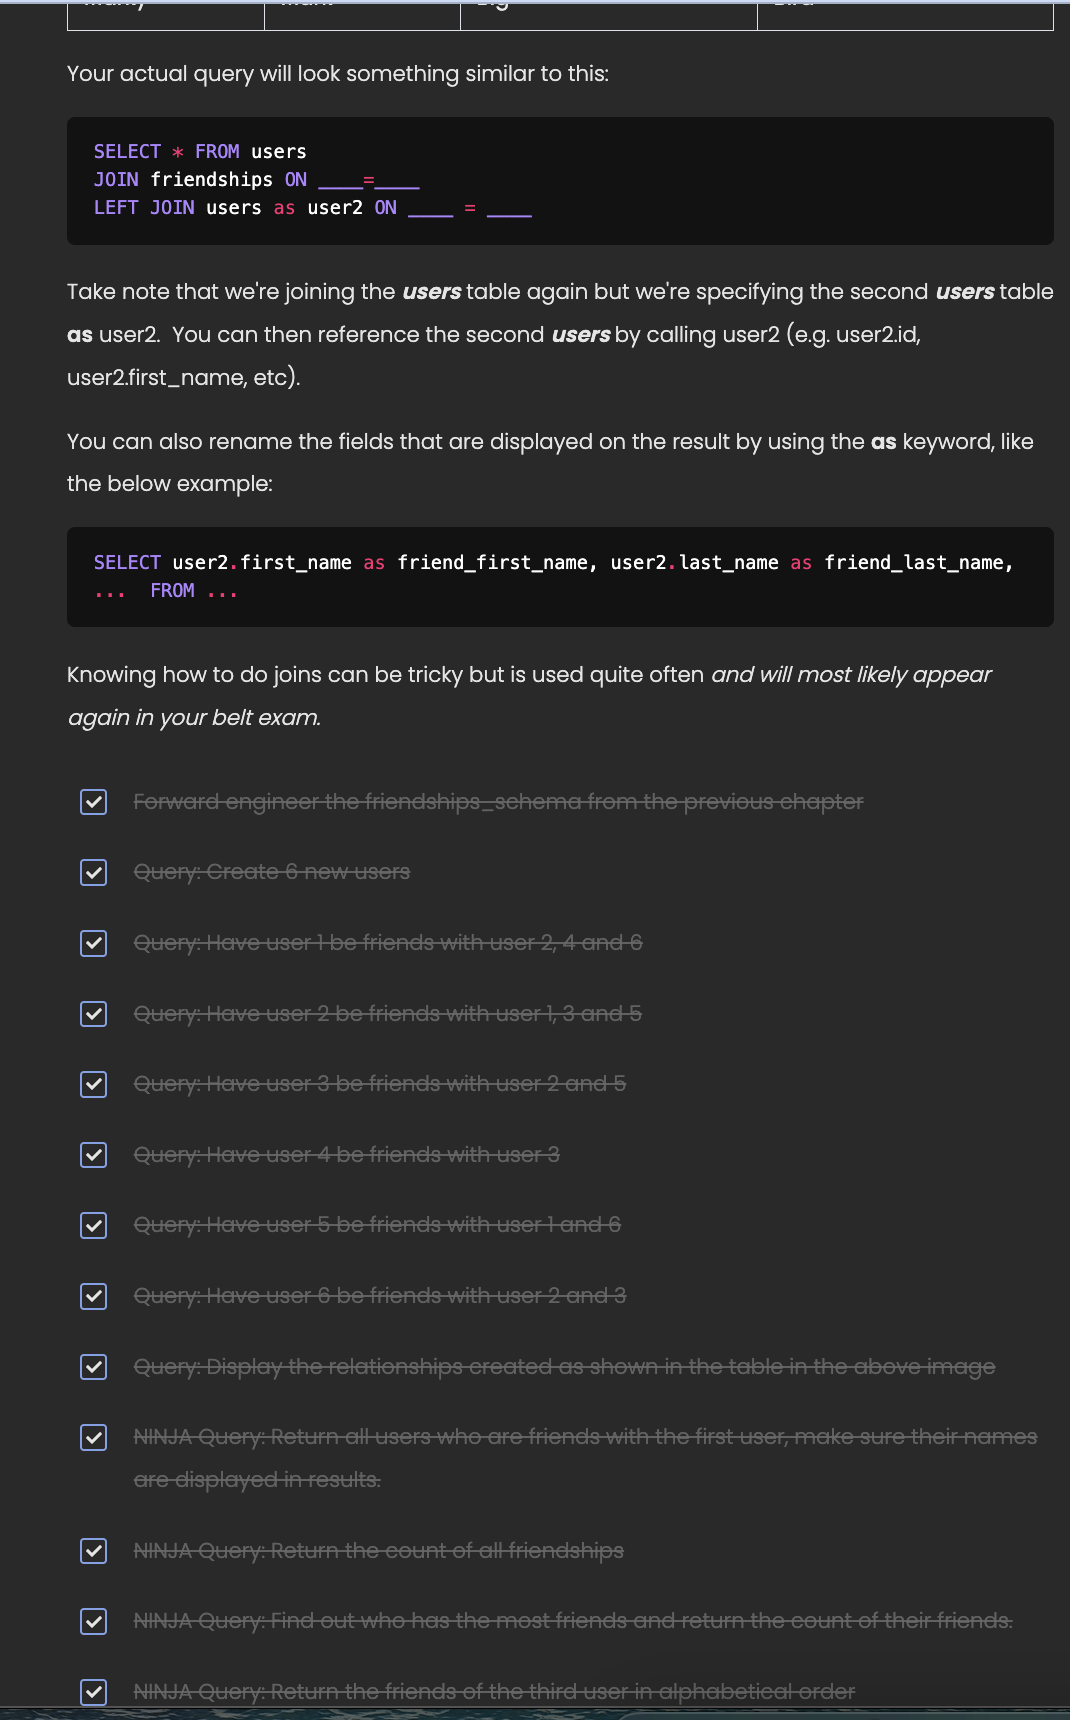 Your actual query will look something similar to this:
SELECT * FROM users
JOIN friendships ON ____=____
LEFT JOIN users as user2 ON ____ = ____
Take note that we're joining the users table again but we're specifying the second users table
as user2. You can then reference the second users by calling user2 (e.g. user2.id,
user2.first_name, etc).
You can also rename the fields that are displayed on the result by using the as keyword, like
the below example:
SELECT user2.first_name as friend_first_name, user2.last_name as friend_last_name,
... FROM ...
Knowing how to do joins can be tricky but is used quite often and will most likely appear
again in your belt exam.
Forward engineer the friendships_schema from the previous chapter
Query: Create 6 new users
Query: Have user 1 be friends with user 2, 4 and 6
Query: Have user 2 be friends with user 1, 3 and 5
Query: Have user 3 be friends with user 2 and 5
Query: Have user 4 be friends with user 3
Query: Have user 5 be friends with user 1 and 6
Query: Have user 6 be friends with user 2 and 3
Query: Display the relationships created as shown in the table in the above image
NINJA Query: Return all users who are friends with the first user, make sure their names
are displayed in results.
NINJA Query: Return the count of all friendships
NINJA Query: Find out who has the most friends and return the count of their friends.
NINJA Query: Return the friends of the third user in alphabetical order